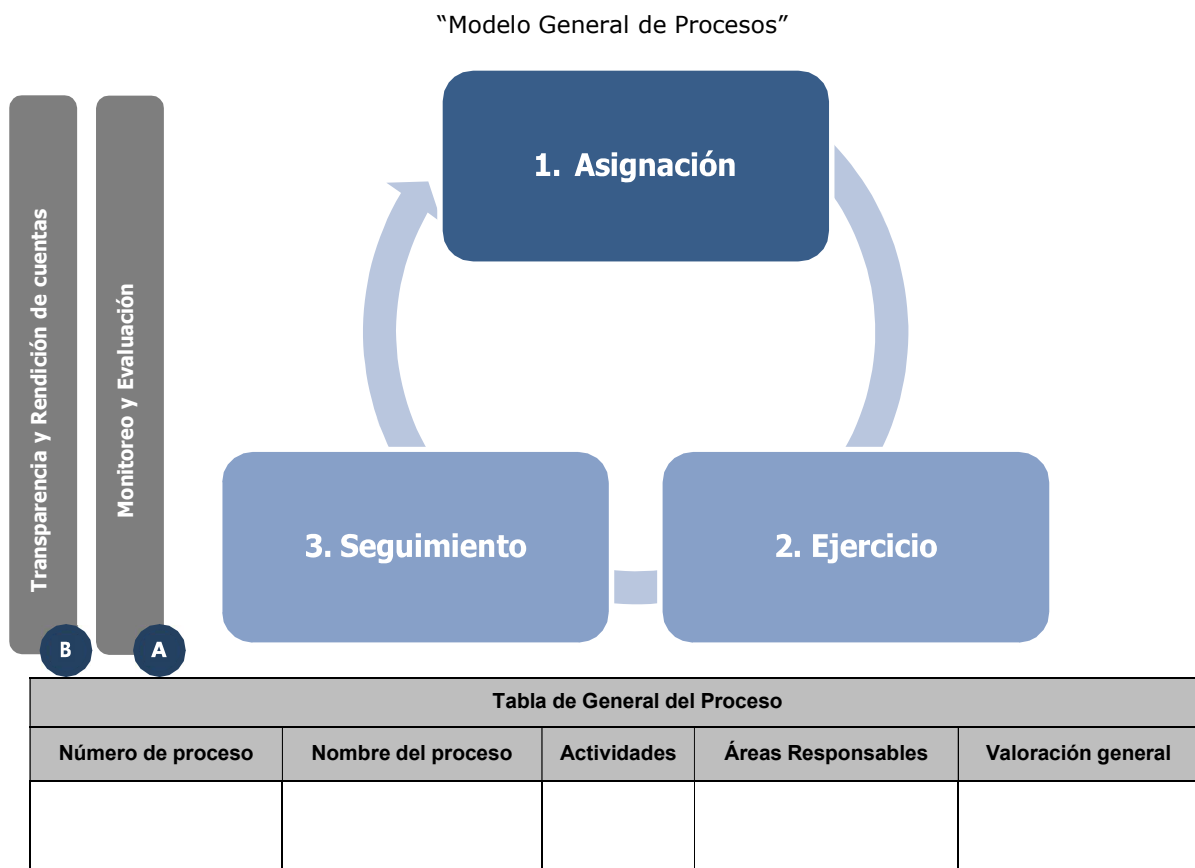 “Modelo General de Procesos”
1. Asignación
Transparencia y Rendición de cuentas
Monitoreo y Evaluación
3. Seguimiento
2. Ejercicio
B
A
Tabla de General del Proceso
Número de proceso
Nombre del proceso
Actividades
Áreas Responsables
Valoración general